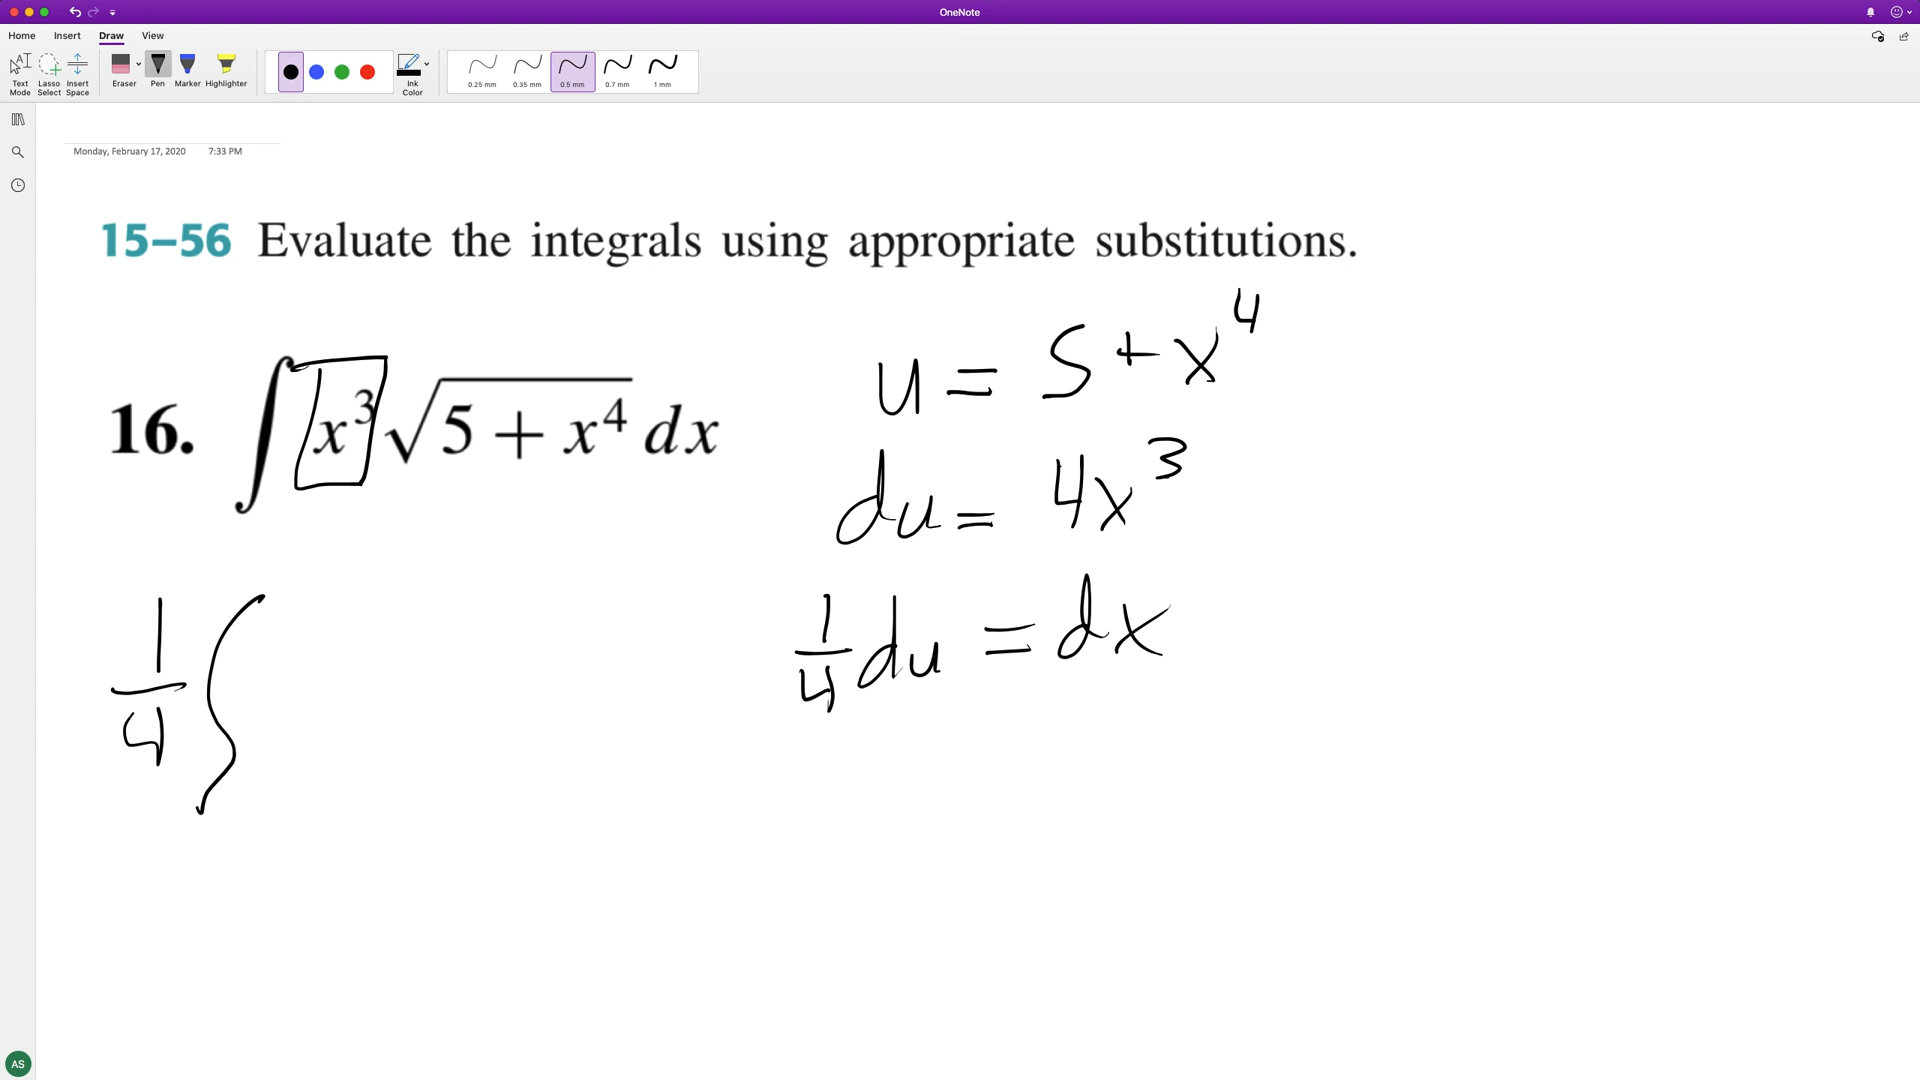 OneNote
Home Insert Draw View
Text Mode Lasso Select Insert Space Eraser Pen Marker Highlighter Ink Color 0.25 mm 0.35 mm 0.5 mm 0.7 mm 1 mm
Monday, February 17, 2020 7:33 PM
15–56 Evaluate the integrals using appropriate substitutions.
16. ∫ x³ √(5 + x⁴) dx
u = 5 + x⁴
du = 4x³
1/4 du = dx
1/4 ∫
AS